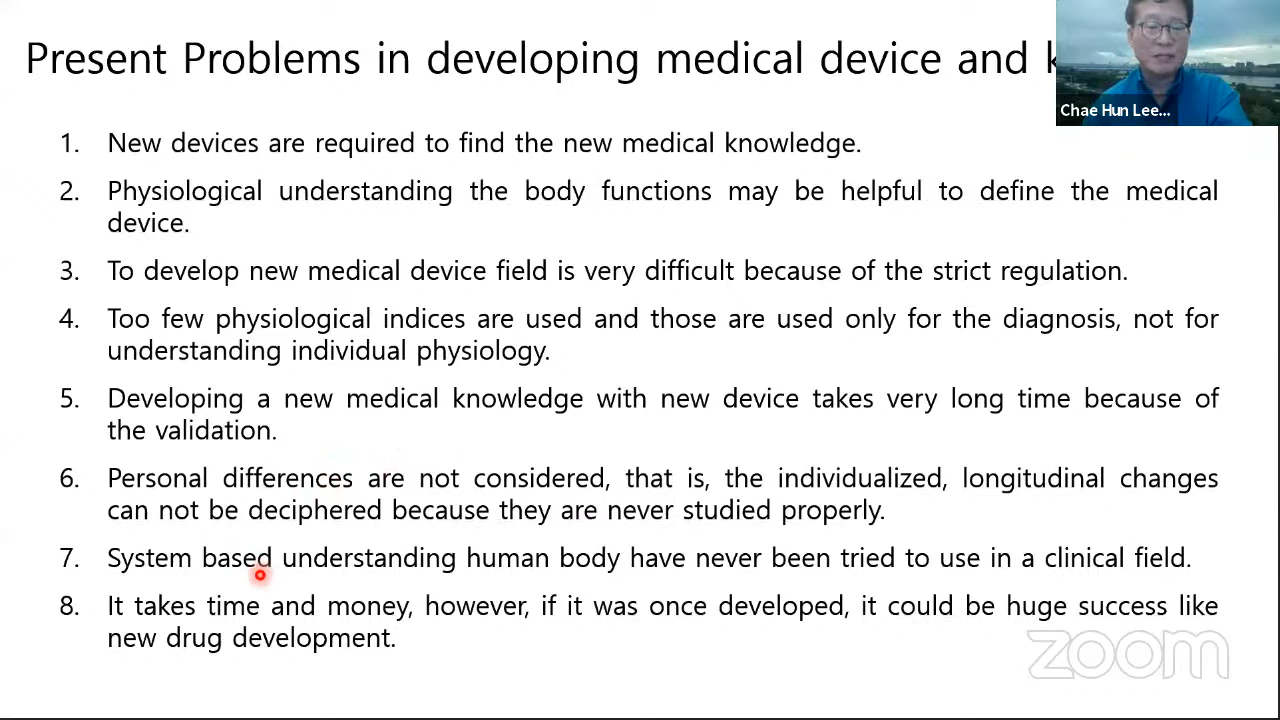 Present Problems in developing medical device and
Chae Hun Lee...
1. New devices are required to find the new medical knowledge.
2. Physiological understanding the body functions may be helpful to define the medical
device.
3. To develop new medical device field is very difficult because of the strict regulation.
4. Too few physiological indices are used and those are used only for the diagnosis, not for
understanding individual physiology.
5. Developing a new medical knowledge with new device takes very long time because of
the validation.
6. Personal differences are not considered, that is, the individualized, longitudinal changes
can not be deciphered because they are never studied properly.
7. System based understanding human body have never been tried to use in a clinical field.
8. It takes time and money, however, if it was once developed, it could be huge success like
new drug development.
zoom